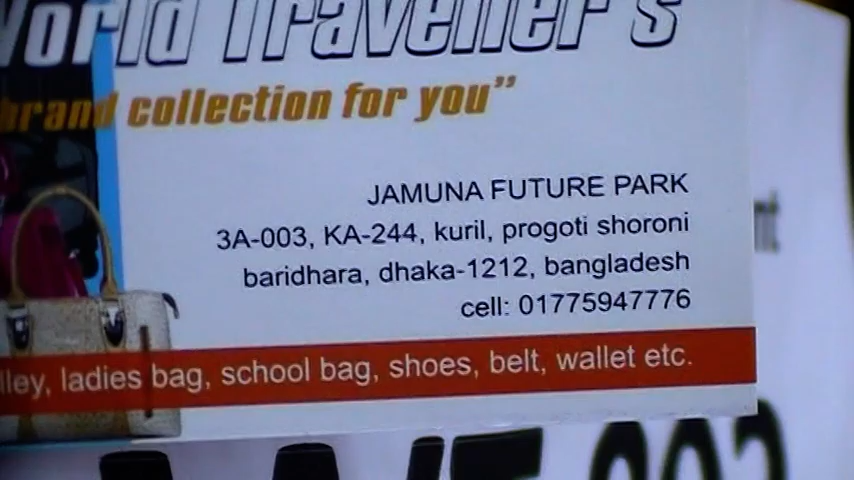 World Traveller's
brand collection for you”
JAMUNA FUTURE PARK
3A-003, KA-244, kuril, progoti shoroni
baridhara, dhaka-1212, bangladesh
cell: 01775947776
ladies bag, school bag, shoes, belt, wallet etc.